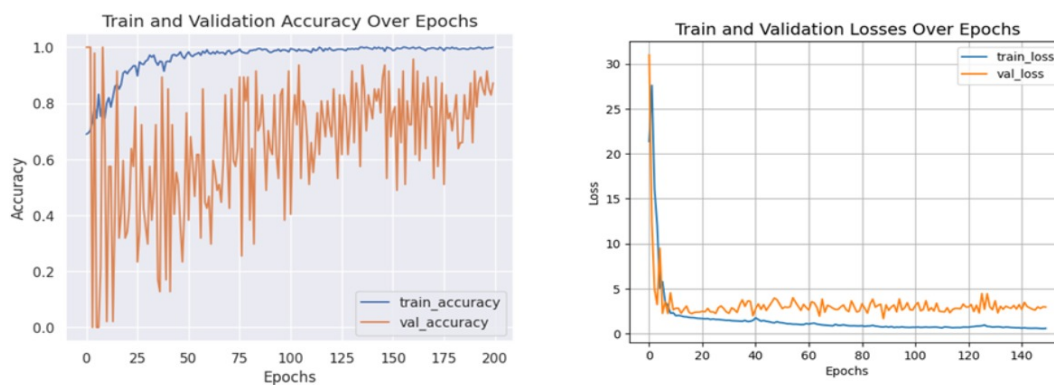 Train and Validation Accuracy Over Epochs
1.0
0.8
0.6
0.4
0.2
0.0
Accuracy
train_accuracy
val_accuracy
0 25 50 75 100 125 150 175 200
Epochs
Train and Validation Losses Over Epochs
train_loss
val_loss
30
25
20
15
10
5
0
Loss
0 20 40 60 80 100 120 140
Epochs